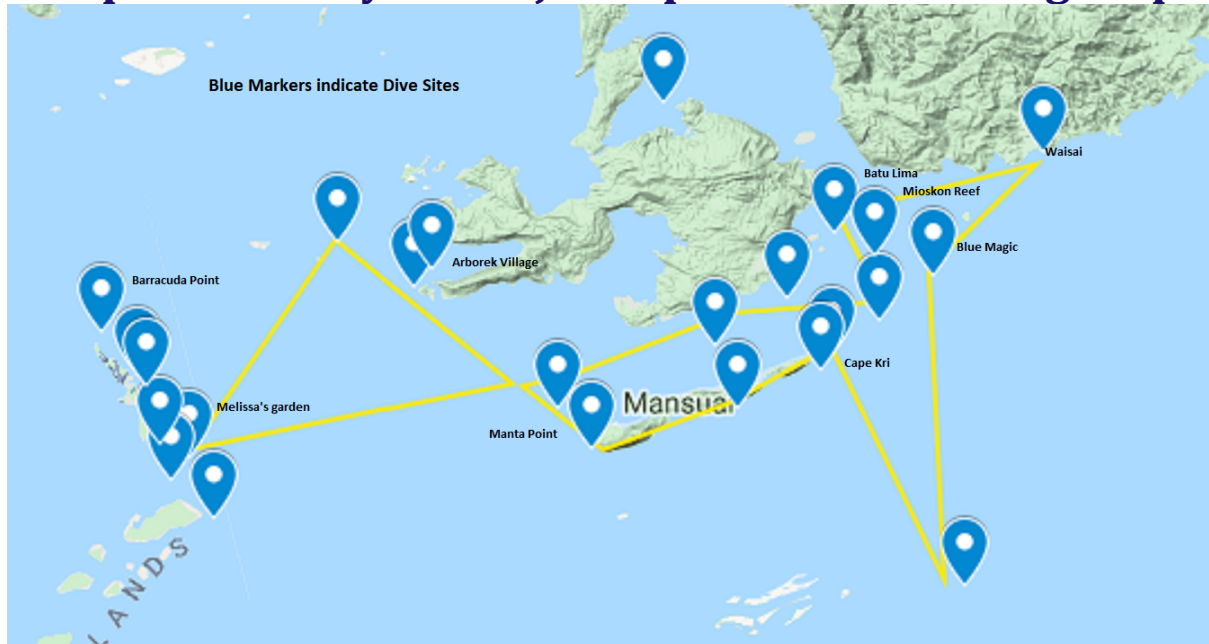 Blue Markers indicate Dive Sites
Waisai
Batu Lima
Mioskon Reef
Blue Magic
Arborek Village
Barracuda Point
Cape Kri
Mansuar
Melissa's garden
Manta Point
LANDS